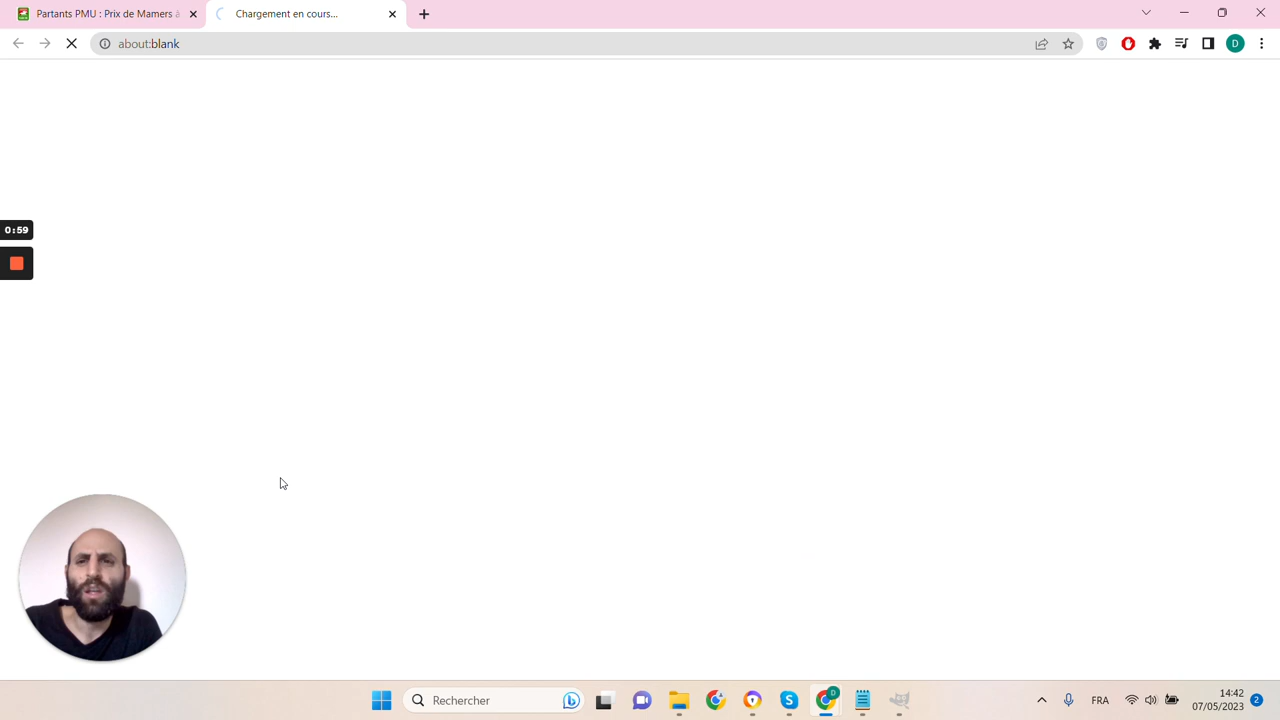 Partants PMU : Prix de Mamers à
Chargement en cours...
about:blank
D
0:59
Rechercher
D
FRA
14:42
07/05/2023
2